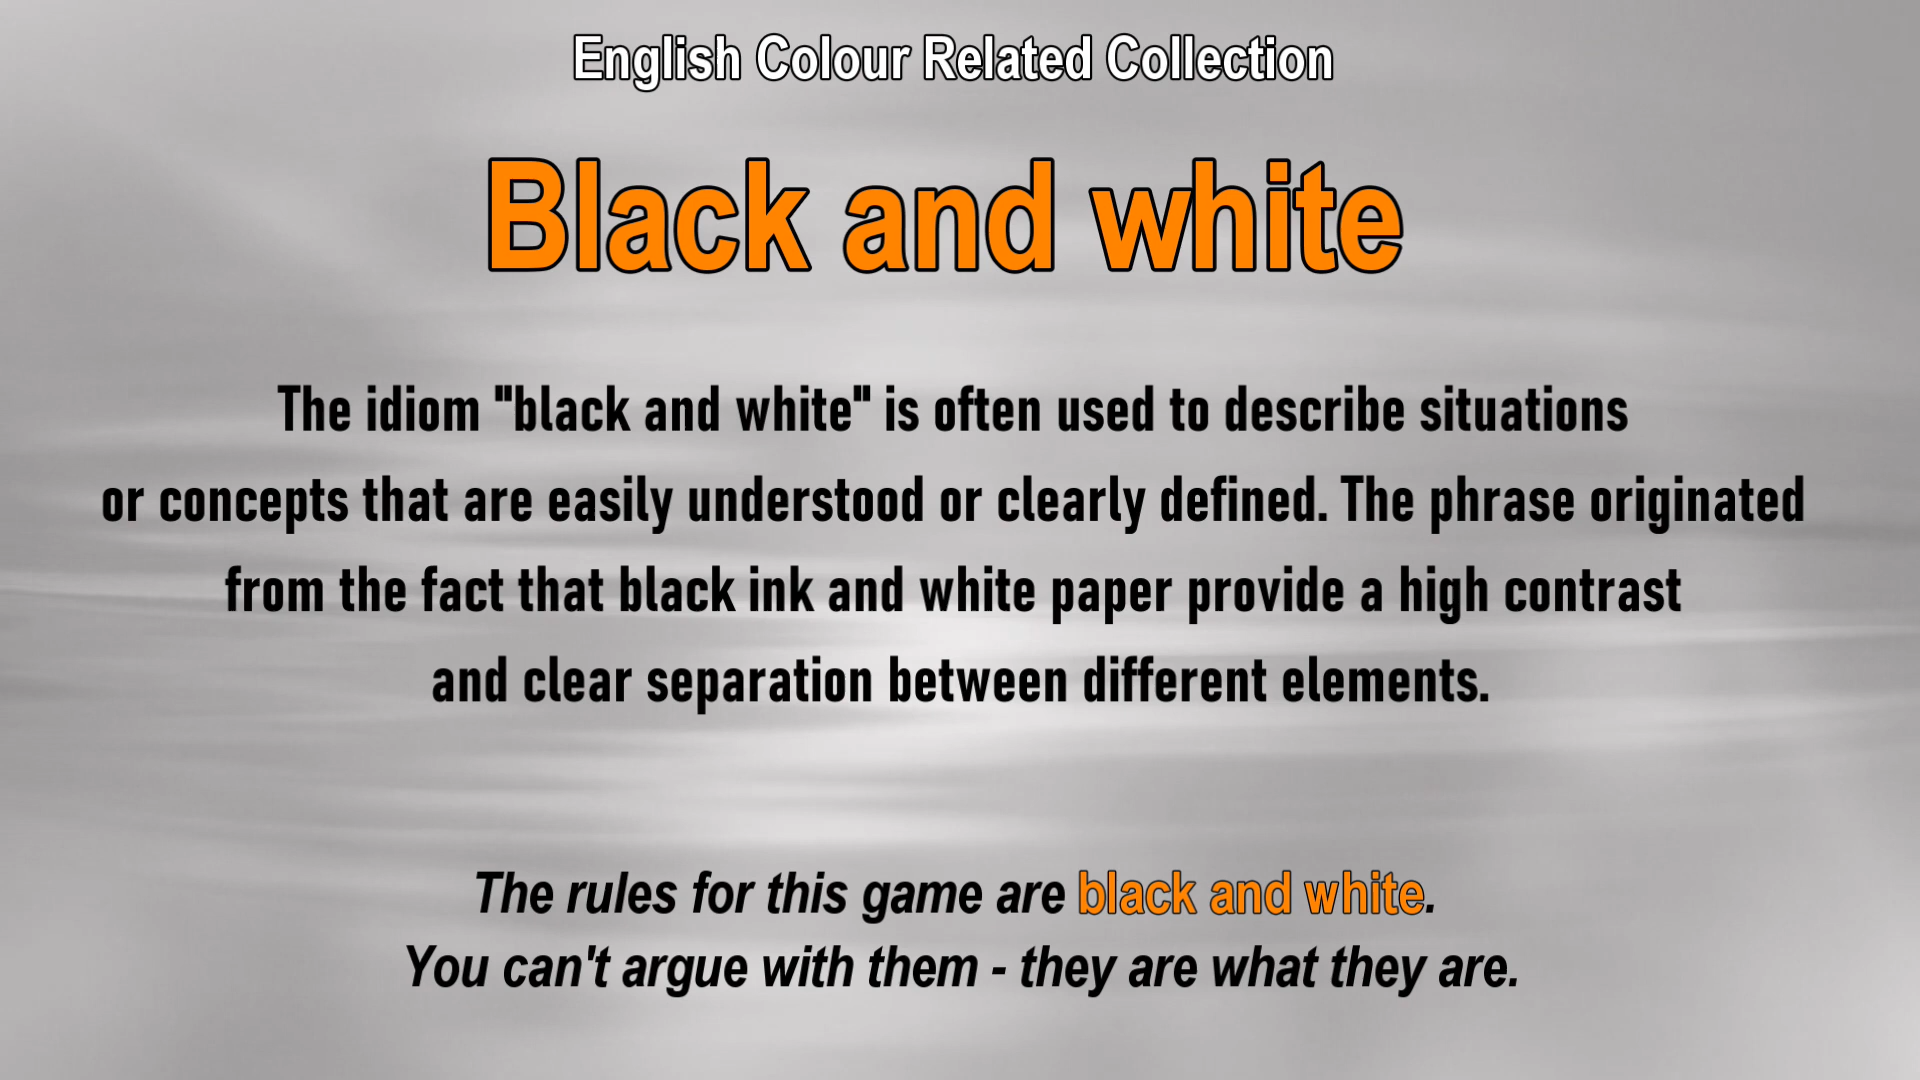 English Colour Related Collection
Black and white
The idiom "black and white" is often used to describe situations
or concepts that are easily understood or clearly defined. The phrase originated
from the fact that black ink and white paper provide a high contrast
and clear separation between different elements.
The rules for this game are black and white.
You can't argue with them - they are what they are.